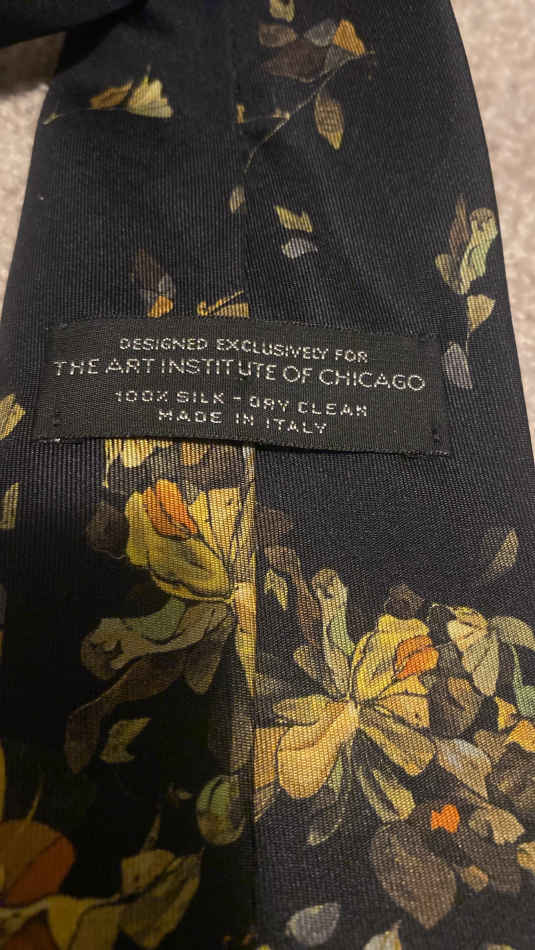 DESIGNED EXCLUSIVELY FOR
THE ART INSTITUTE OF CHICAGO
100% SILK - DRY CLEAN
MADE IN ITALY